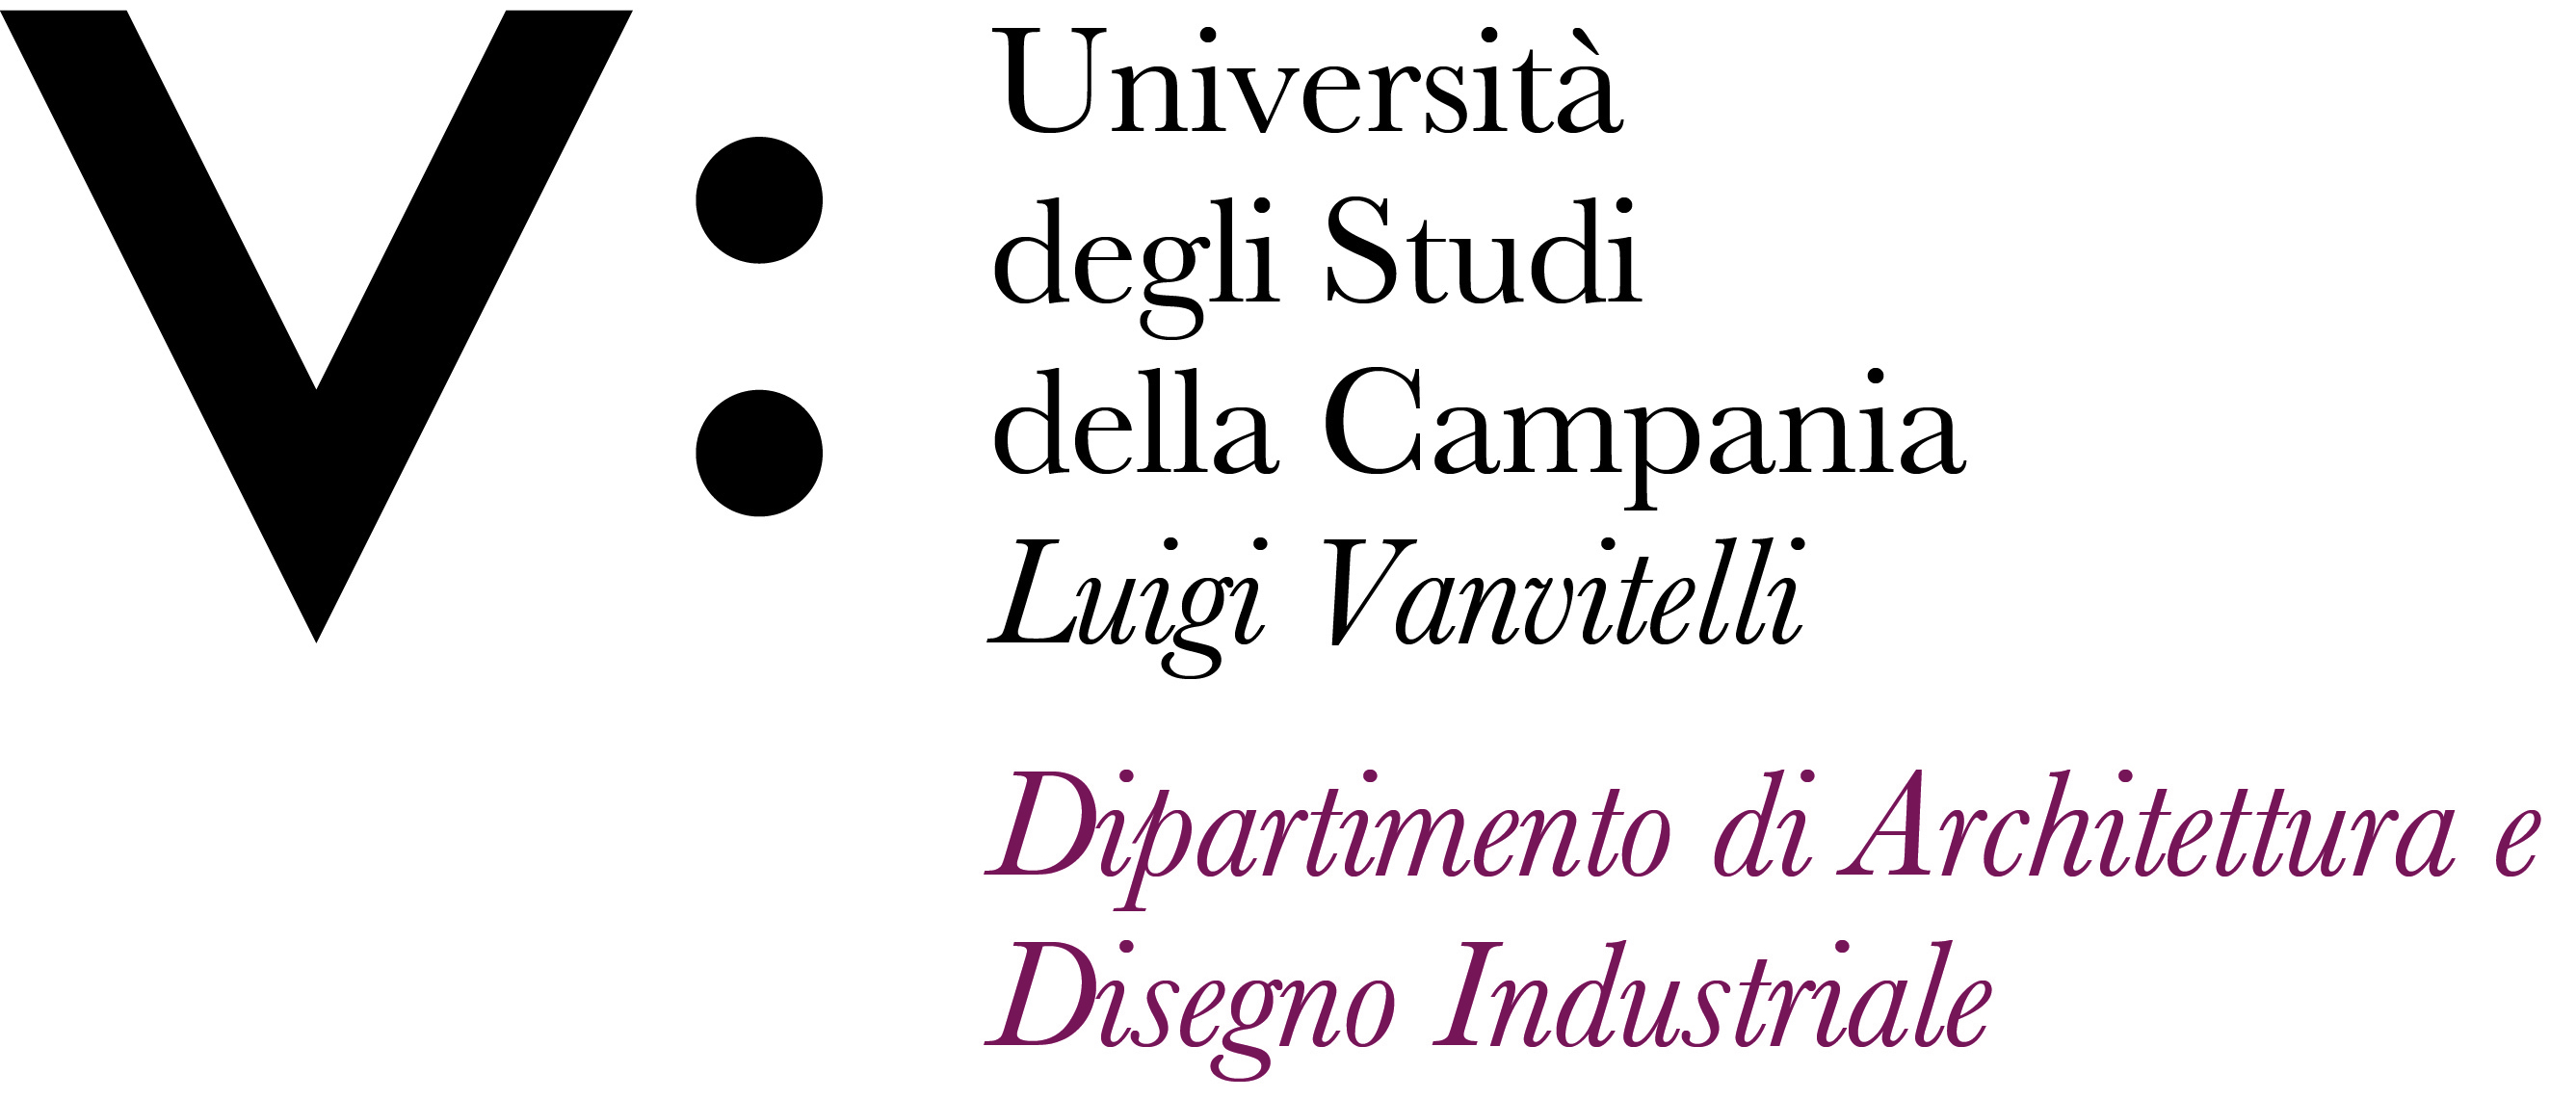 V:
Università
degli Studi
della Campania
Luigi Vanvitelli
Dipartimento di Architettura e
Disegno Industriale